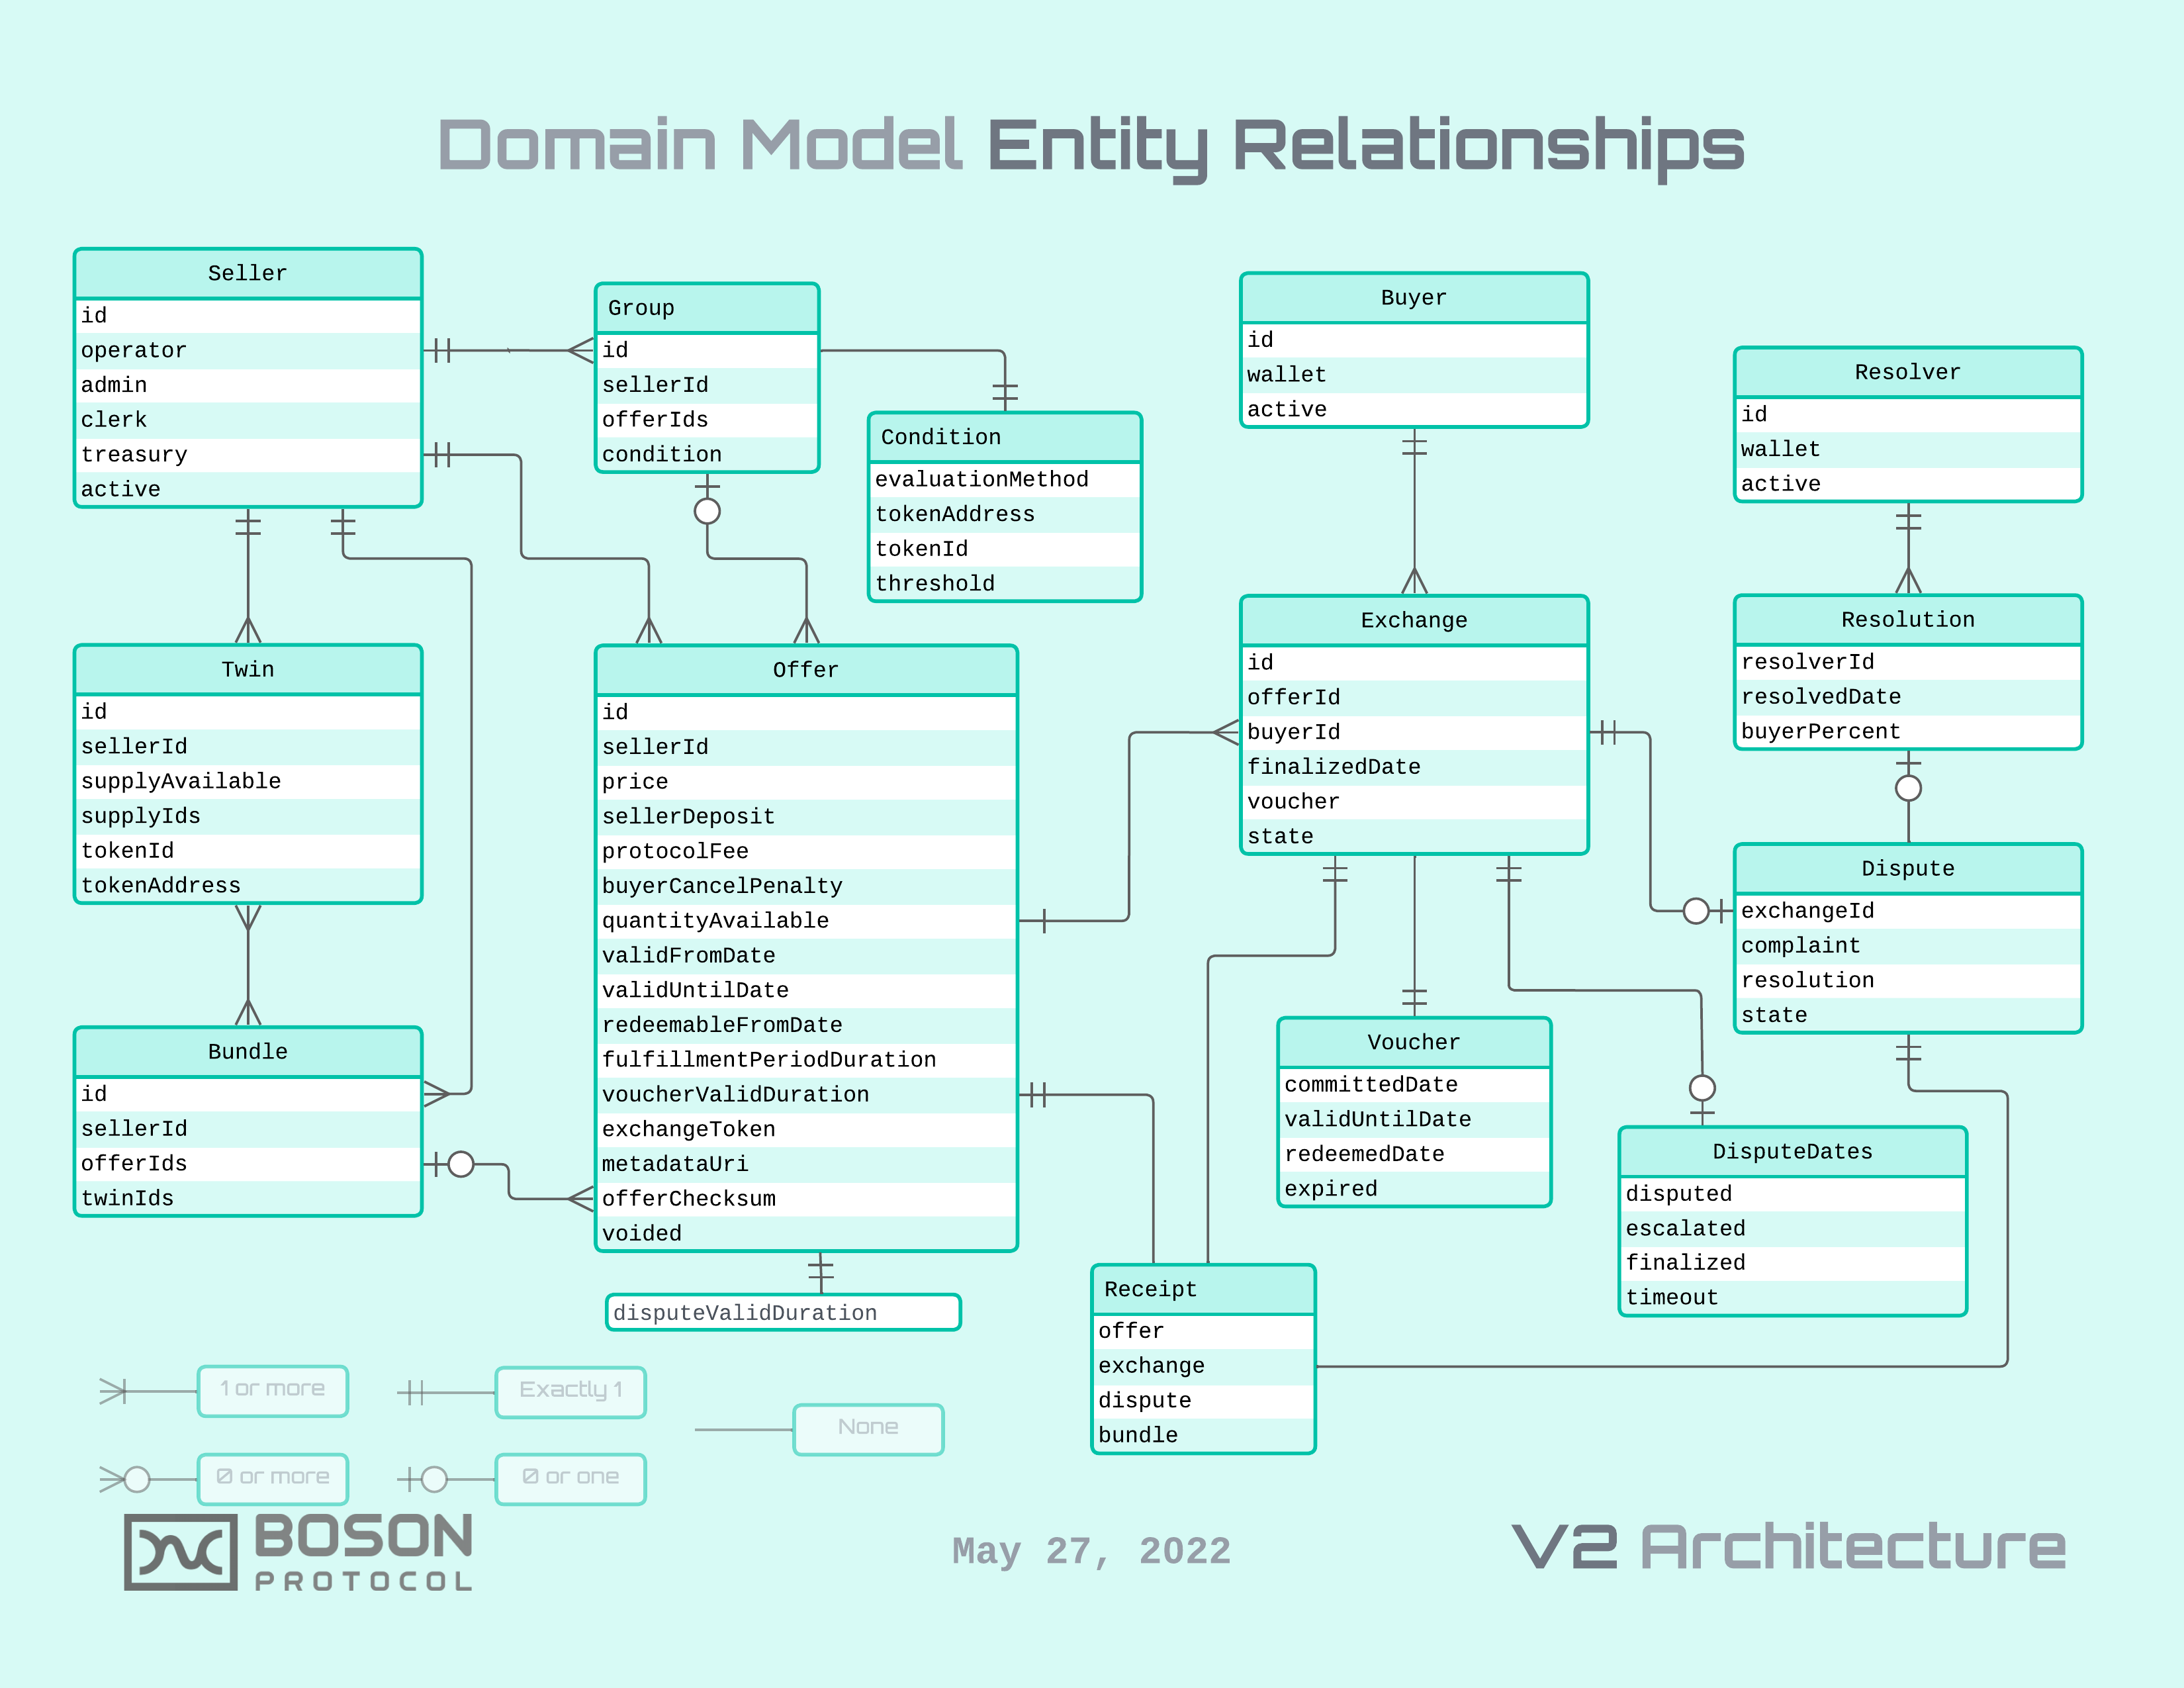 Domain Model Entity Relationships
Seller
id
operator
admin
clerk
treasury
active
Group
id
sellerId
offerIds
condition
Condition
evaluationMethod
tokenAddress
tokenId
threshold
Buyer
id
wallet
active
Resolver
id
wallet
active
Twin
id
sellerId
supplyAvailable
supplyIds
tokenId
tokenAddress
Offer
id
sellerId
price
sellerDeposit
protocolFee
buyerCancelPenalty
quantityAvailable
validFromDate
validUntilDate
redeemableFromDate
fulfillmentPeriodDuration
voucherValidDuration
exchangeToken
metadataUri
offerChecksum
voided
disputeValidDuration
Exchange
id
offerId
buyerId
finalizedDate
voucher
state
Resolution
resolverId
resolvedDate
buyerPercent
Dispute
exchangeId
complaint
resolution
state
Bundle
id
sellerId
offerIds
twinIds
Voucher
committedDate
validUntilDate
redeemedDate
expired
DisputeDates
disputed
escalated
finalized
timeout
Receipt
offer
exchange
dispute
bundle
1 or more
Exactly 1
None
0 or more
0 or one
BOSON
PROTOCOL
May 27, 2022
V2 Architecture